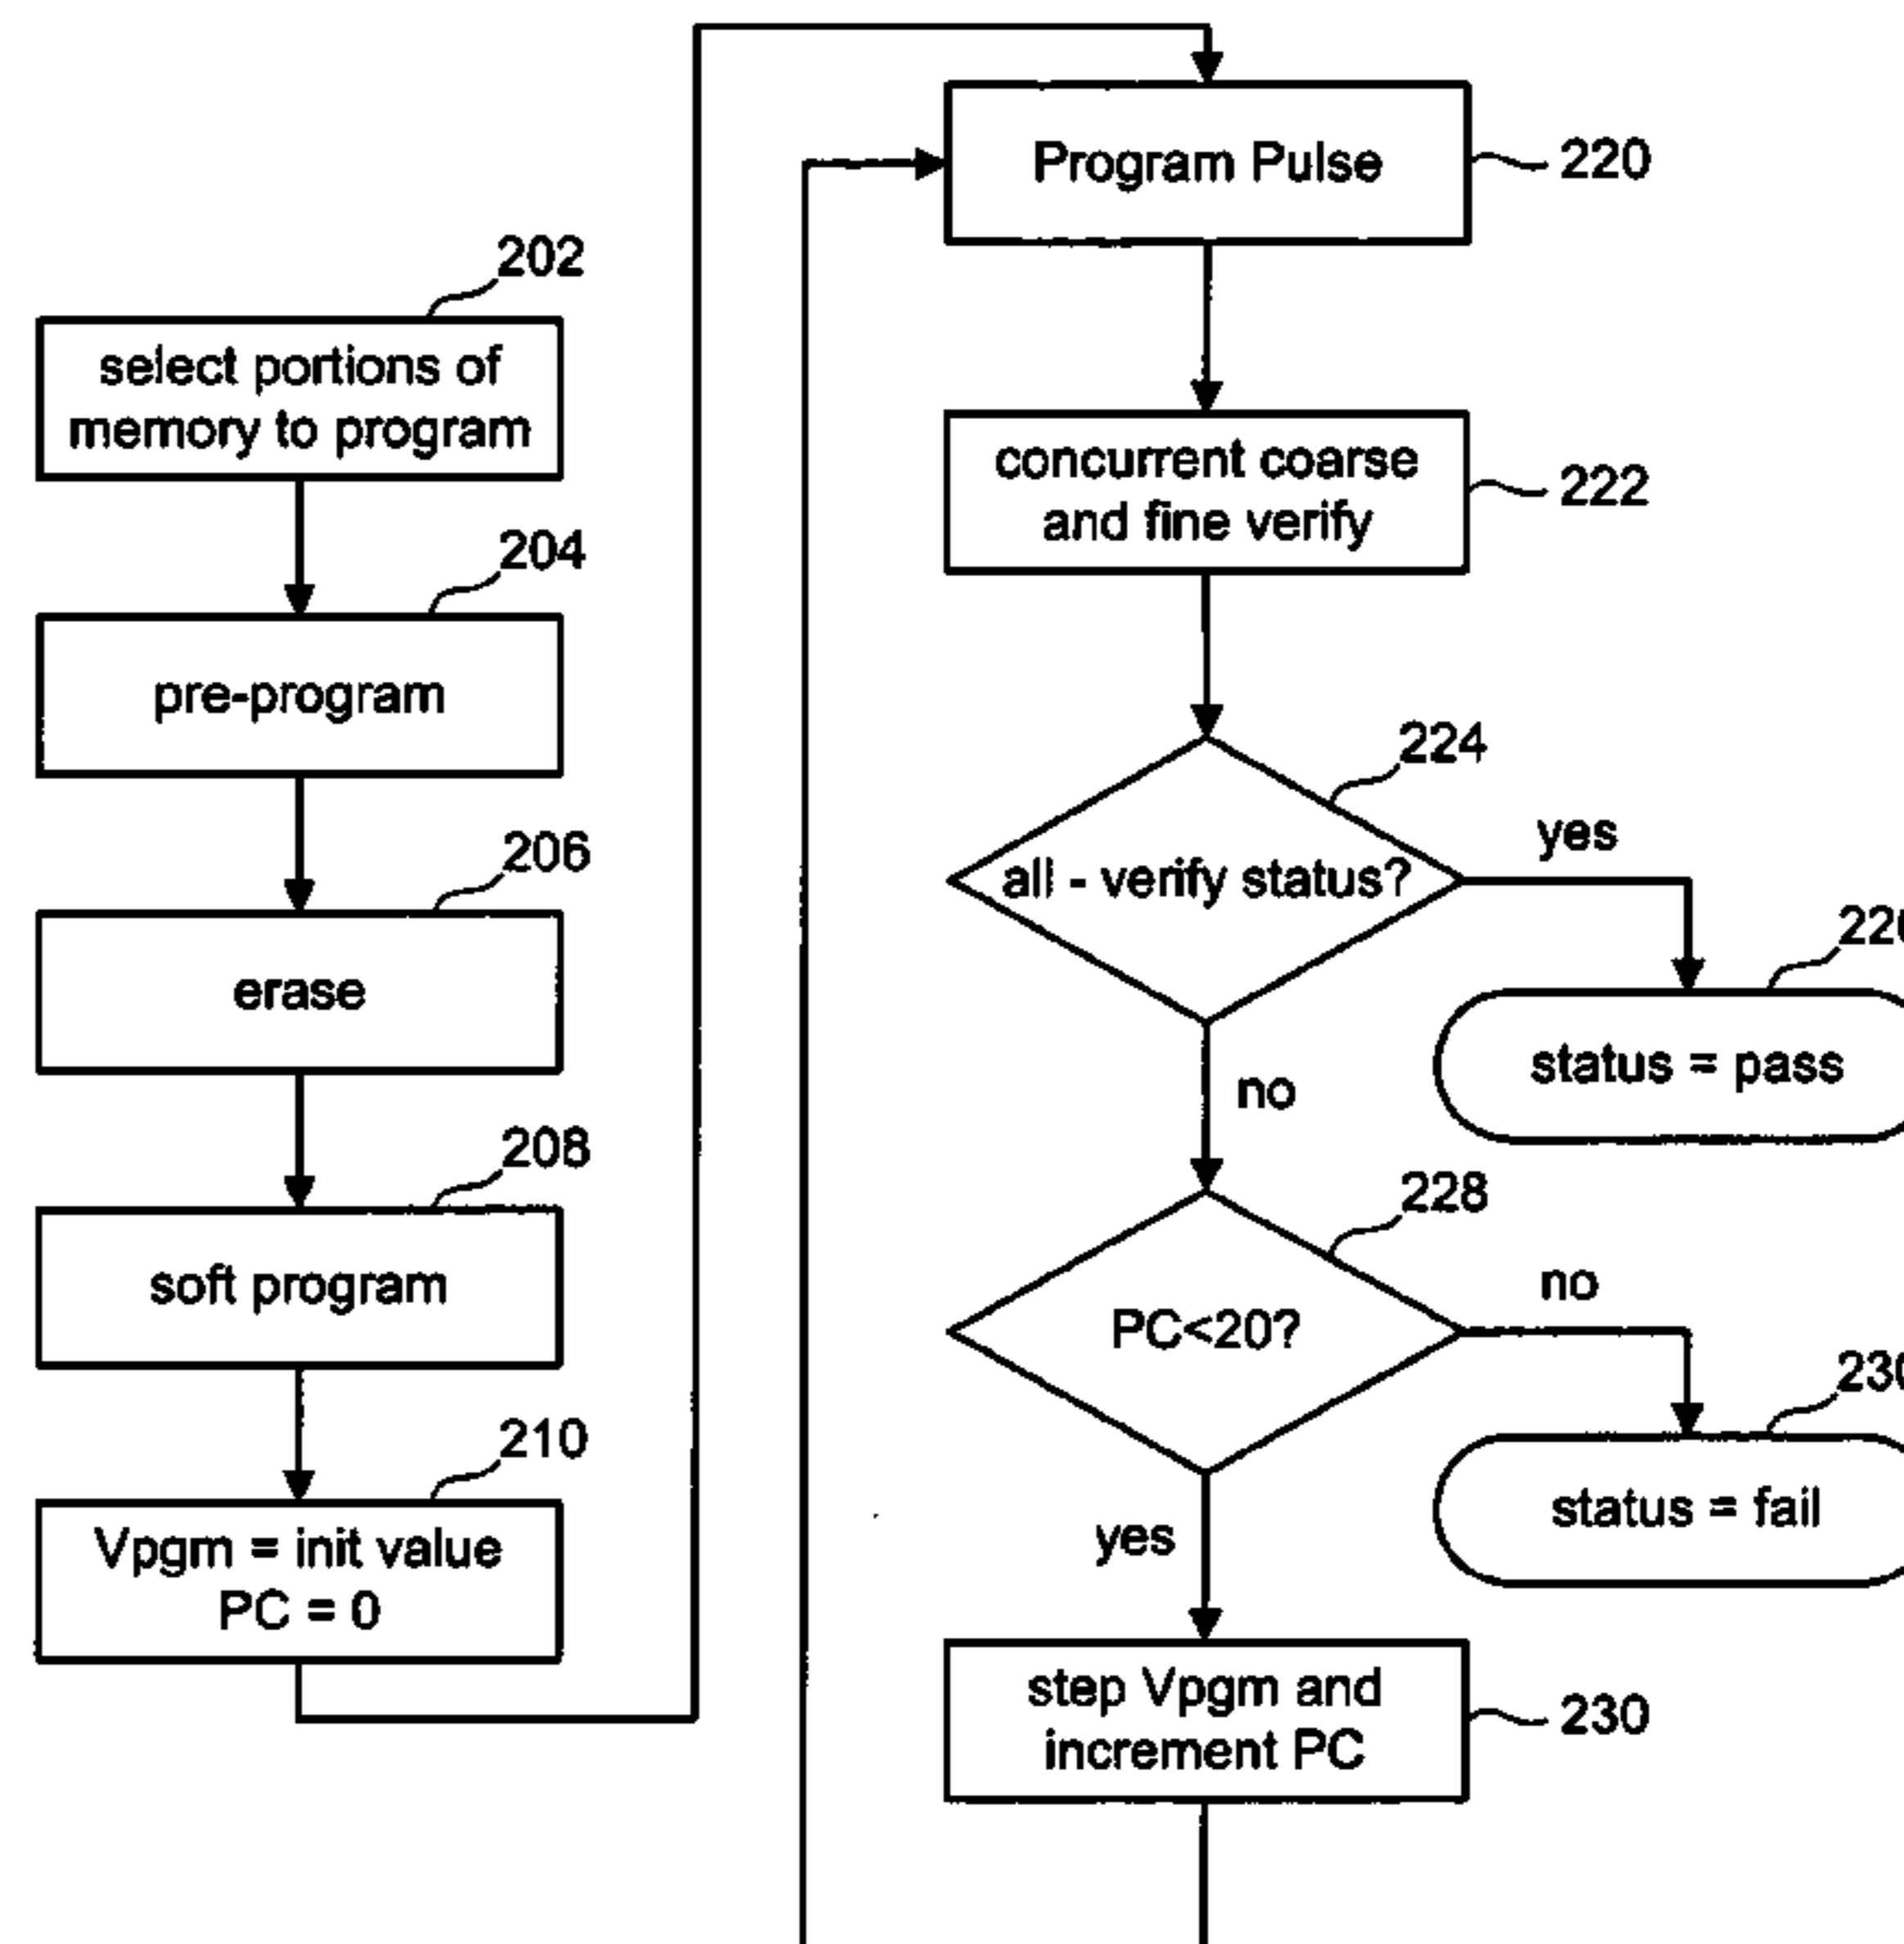 202
select portions of
memory to program
204
pre-program
206
erase
208
soft program
210
Vpgm = init value
PC = 0
Program Pulse
220
concurrent coarse
and fine verify
222
224
all - verify status?
yes
status = pass
no
228
PC<20?
no
status = fail
yes
step Vpgm and
increment PC
230